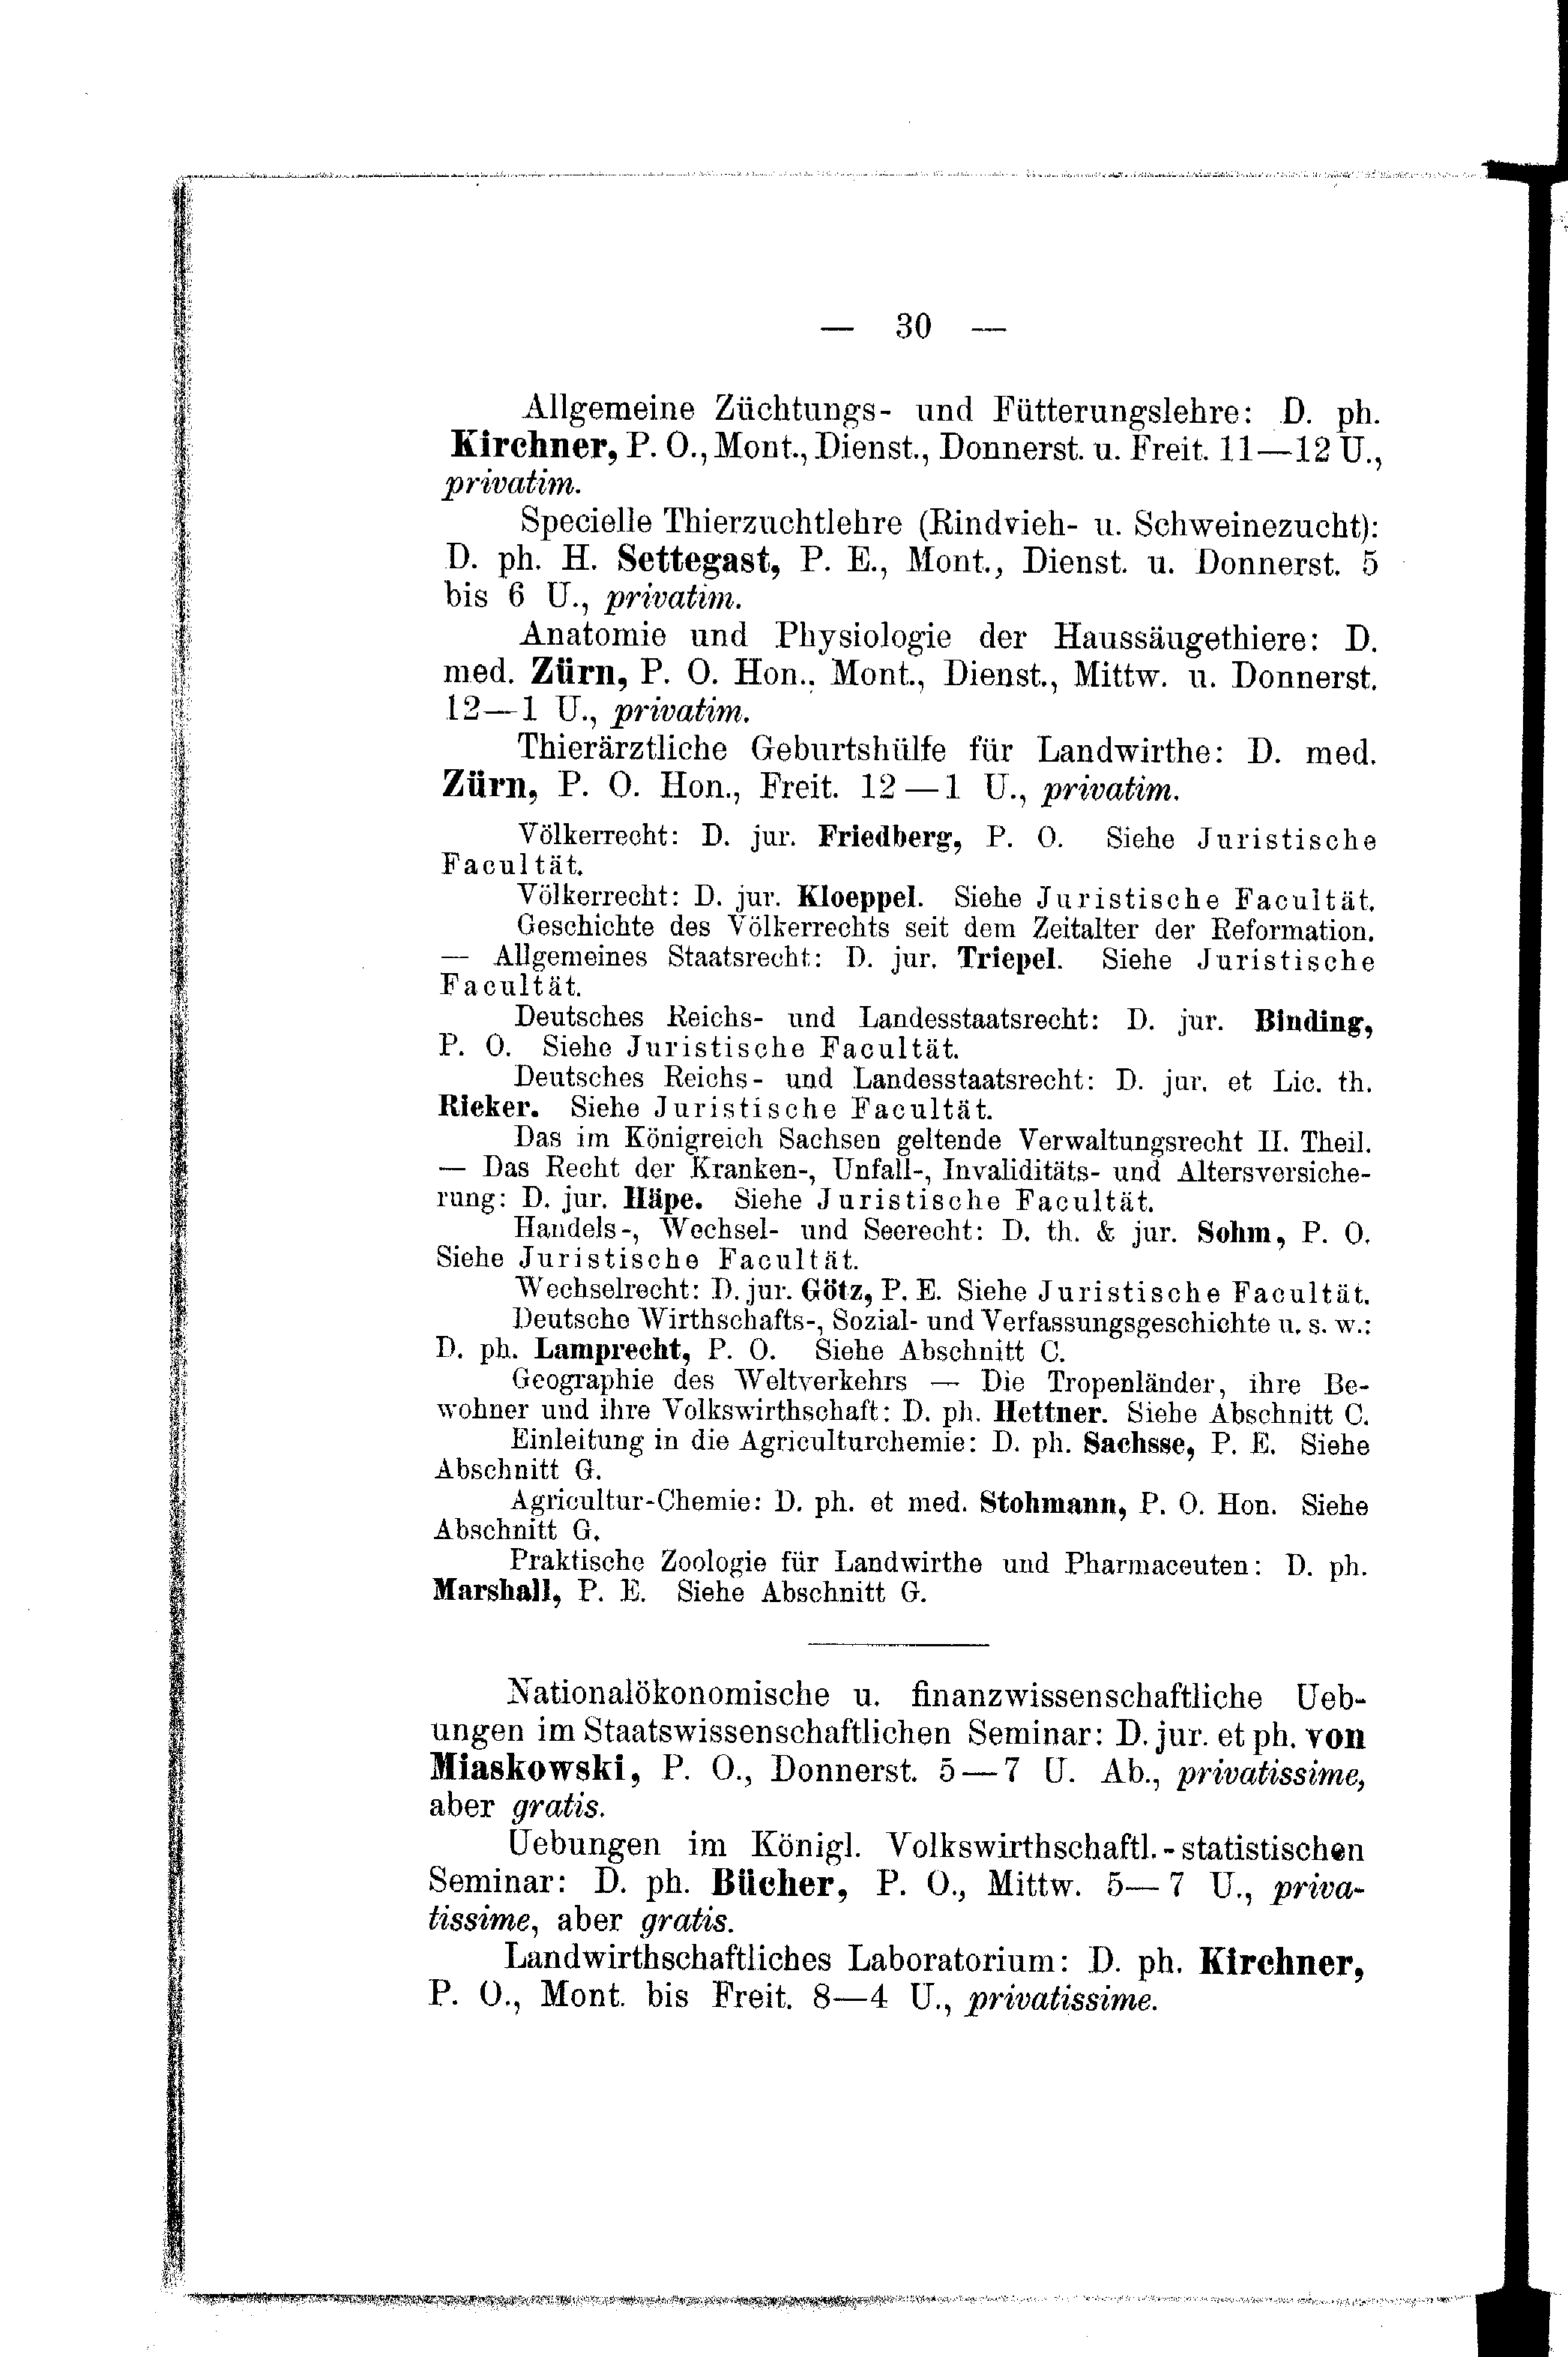 — 30 —
Allgemeine Züchtungs- und Fütterungslehre: D. ph.
Kirchner, P. O., Mont., Dienst., Donnerst. u. Freit. 11—12 U.,
privatim.
Specielle Thierzuchtlehre (Rindvieh- u. Schweinezucht):
D. ph. H. Settegast, P. E., Mont., Dienst. u. Donnerst. 5
bis 6 U., privatim.
Anatomie und Physiologie der Haussäugethiere: D.
med. Zürn, P. O. Hon., Mont., Dienst., Mittw. u. Donnerst.
12—1 U., privatim.
Thierärztliche Geburtshülfe für Landwirthe: D. med.
Zürn, P. O. Hon., Freit. 12—1 U., privatim.
Völkerrecht: D. jur. Friedberg, P. O. Siehe Juristische
Facultät.
Völkerrecht: D. jur. Kloeppel. Siehe Juristische Facultät.
Geschichte des Völkerrechts seit dem Zeitalter der Reformation.
— Allgemeines Staatsrecht: D. jur. Triepel. Siehe Juristische
Facultät.
Deutsches Reichs- und Landesstaatsrecht: D. jur. Binding,
P. O. Siehe Juristische Facultät.
Deutsches Reichs- und Landesstaatsrecht: D. jur. et Lic. th.
Rieker. Siehe Juristische Facultät.
Das im Königreich Sachsen geltende Verwaltungsrecht II. Theil.
— Das Recht der Kranken-, Unfall-, Invaliditäts- und Altersversiche-
rung: D. jur. Häpe. Siehe Juristische Facultät.
Handels-, Wechsel- und Seerecht: D. th. & jur. Sohm, P. O.
Siehe Juristische Facultät.
Wechselrecht: D. jur. Götz, P. E. Siehe Juristische Facultät.
Deutsche Wirthschafts-, Sozial- und Verfassungsgeschichte u. s. w.:
D. ph. Lamprecht, P. O. Siehe Abschnitt C.
Geographie des Weltverkehrs — Die Tropenländer, ihre Be-
wohner und ihre Volkswirthschaft: D. ph. Hettner. Siehe Abschnitt C.
Einleitung in die Agriculturchemie: D. ph. Sachsse, P. E. Siehe
Abschnitt G.
Agricultur-Chemie: D. ph. et med. Stohmann, P. O. Hon. Siehe
Abschnitt G.
Praktische Zoologie für Landwirthe und Pharmaceuten: D. ph.
Marshall, P. E. Siehe Abschnitt G.
Nationalökonomische u. finanzwissenschaftliche Ueb-
ungen im Staatswissenschaftlichen Seminar: D. jur. et ph. von
Miaskowski, P. O., Donnerst. 5—7 U. Ab., privatissime,
aber gratis.
Uebungen im Königl. Volkswirthschaftl.-statistischen
Seminar: D. ph. Bücher, P. O., Mittw. 5—7 U., priva-
tissime, aber gratis.
Landwirthschaftliches Laboratorium: D. ph. Kirchner,
P. O., Mont. bis Freit. 8—4 U., privatissime.